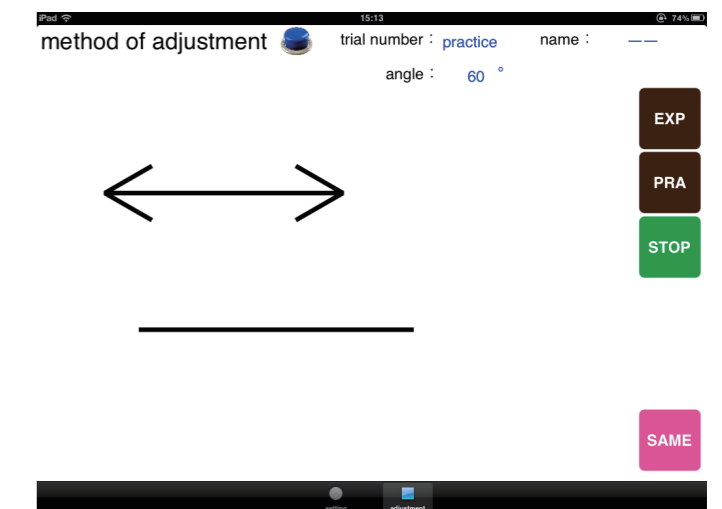 iPad 15:13 74%
method of adjustment trial number : practice name : ——
angle : 60 °
EXP
PRA
STOP
SAME
setting adjustment